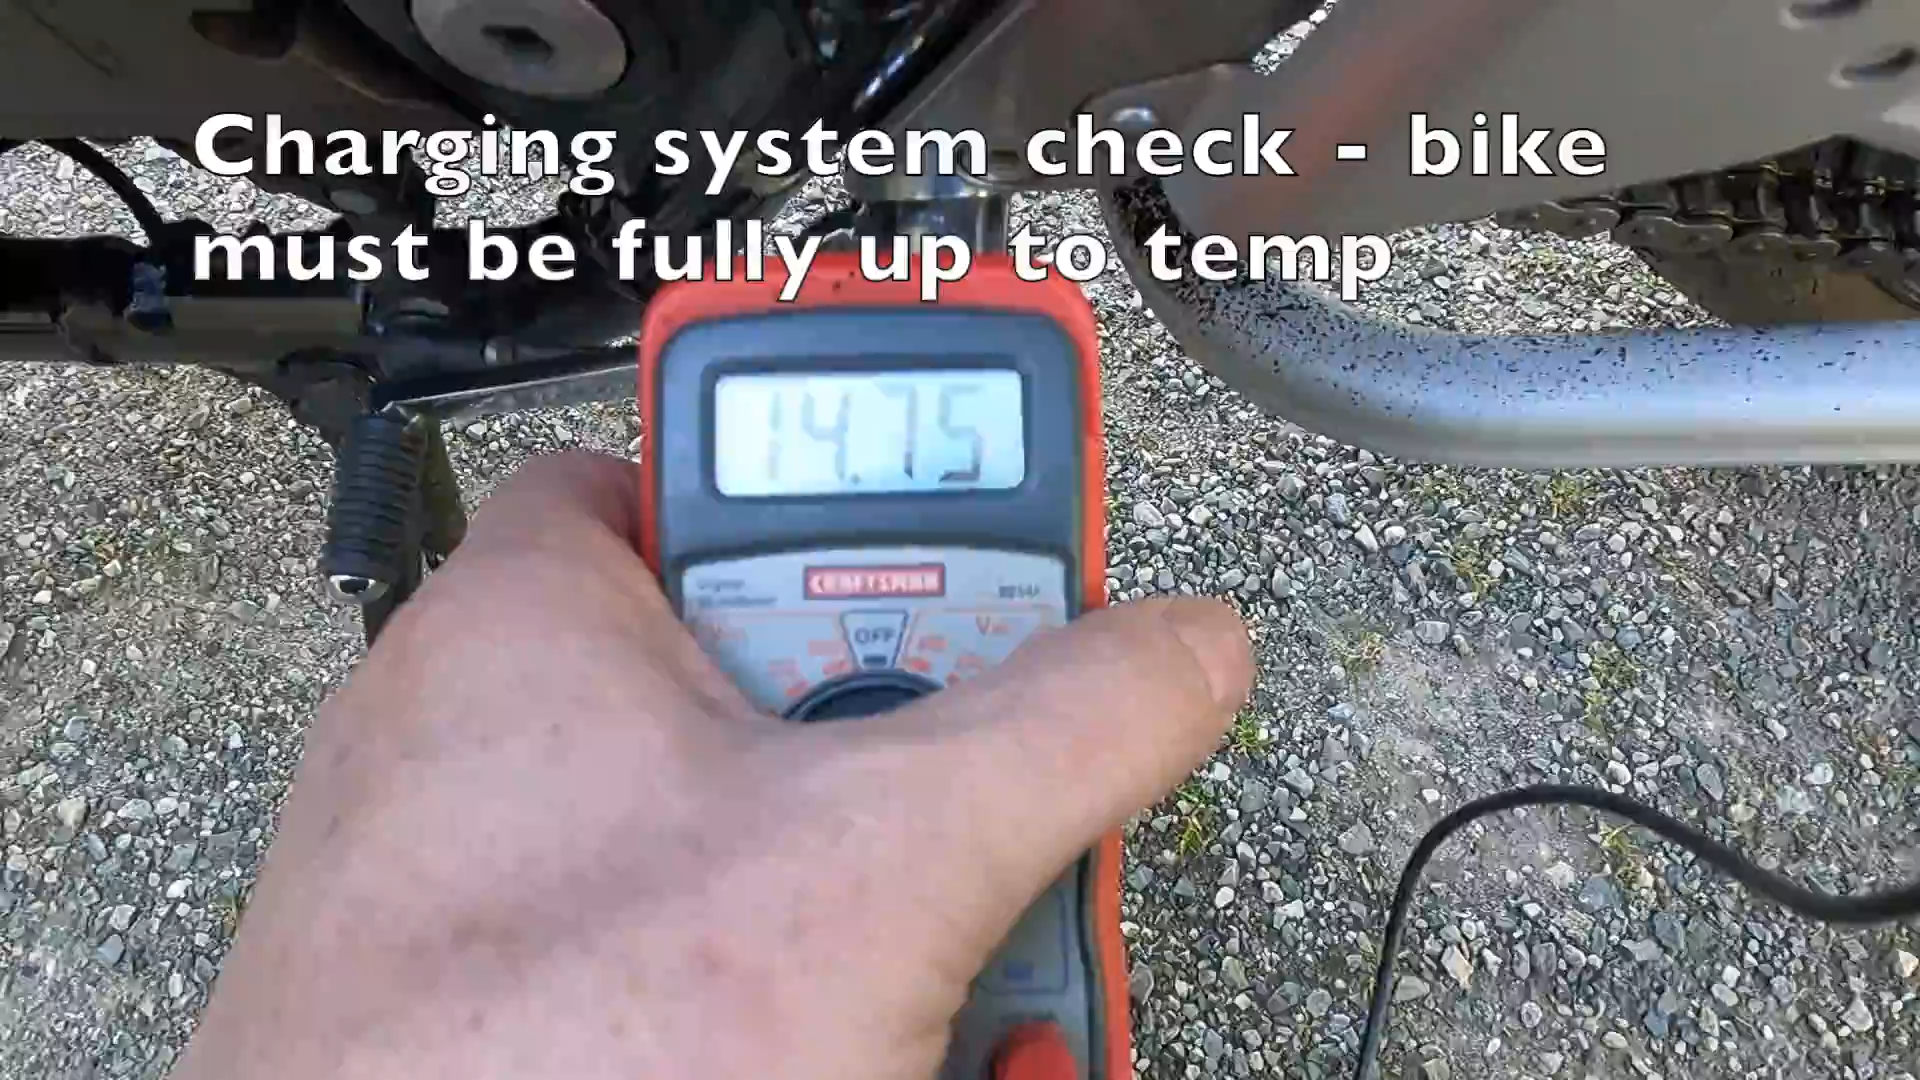 Charging system check - bike
must be fully up to temp
14.75
CRAFTSMAN
OFF
V